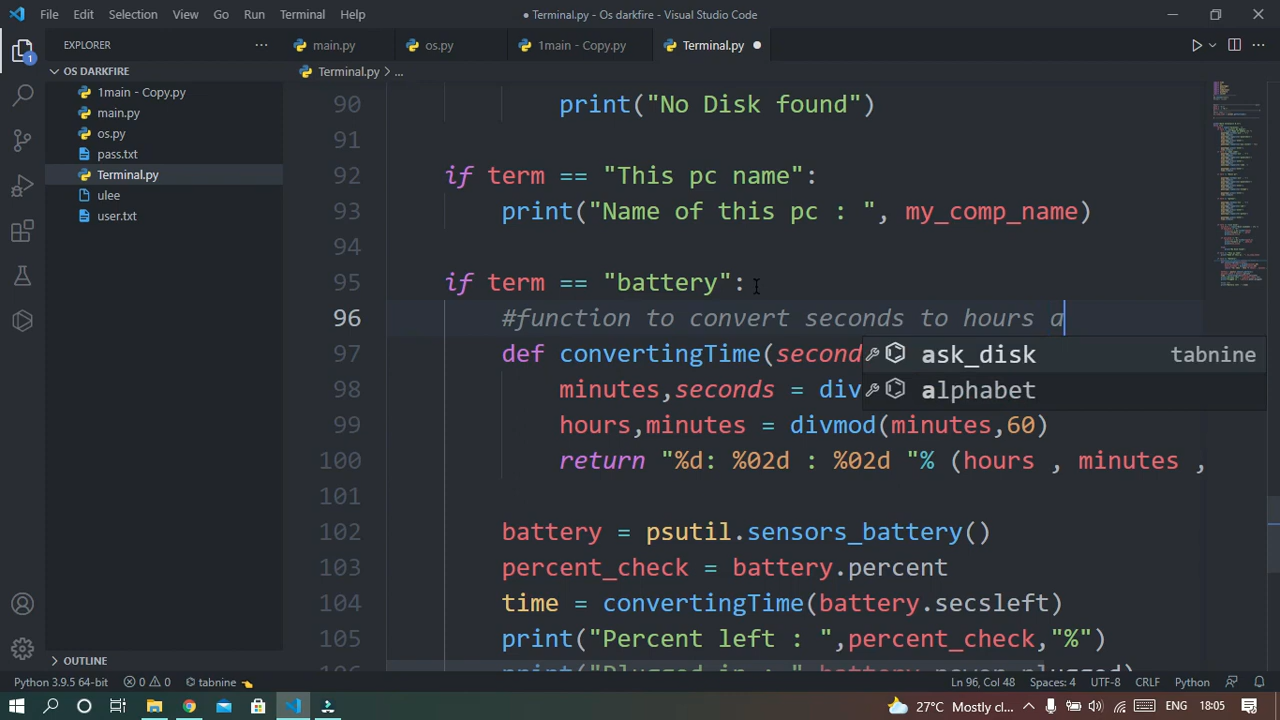 File Edit Selection View Go Run Terminal Help
● Terminal.py - Os darkfire - Visual Studio Code
EXPLORER
main.py
os.py
1main - Copy.py
Terminal.py
OS DARKFIRE
Terminal.py > ...
1main - Copy.py
main.py
os.py
pass.txt
Terminal.py
ulee
user.txt
OUTLINE
90 print("No Disk found")
91
92 if term == "This pc name":
93 print("Name of this pc : ", my_comp_name)
94
95 if term == "battery":
96 #function to convert seconds to hours a
97 def convertingTime(second
98 minutes,seconds = div
99 hours,minutes = divmod(minutes,60)
100 return "%d: %02d : %02d "% (hours , minutes ,
101
102 battery = psutil.sensors_battery()
103 percent_check = battery.percent
104 time = convertingTime(battery.secsleft)
105 print("Percent left : ",percent_check,"%")
106 print("Plugged in : ",battery.power_plugged)
ask_disk tabnine
alphabet
1
Python 3.9.5 64-bit 0 0 tabnine
Ln 96, Col 48 Spaces: 4 UTF-8 CRLF Python
27°C Mostly cl... ENG 18:05